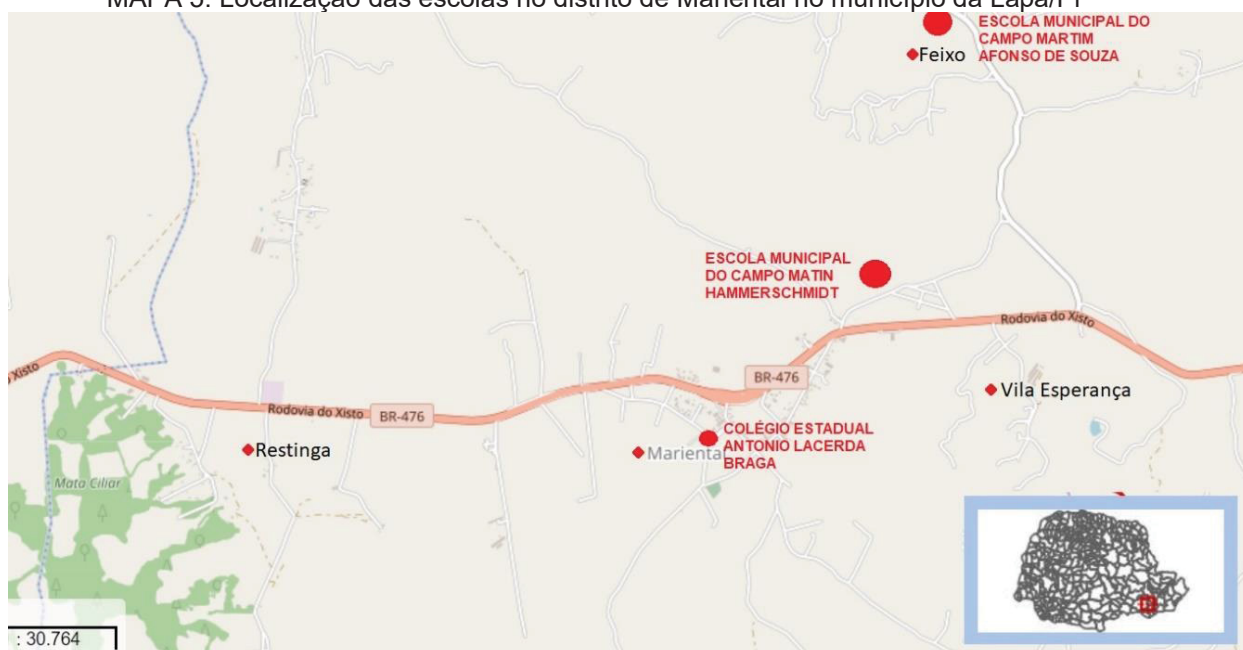 MAPA 5: Localização das escolas no distrito de Mariental no município da Lapa/PR
ESCOLA MUNICIPAL DO
CAMPO MARTIM
AFONSO DE SOUZA
Feixo
ESCOLA MUNICIPAL
DO CAMPO MATIN
HAMMERSCHMIDT
Rodovia do Xisto
BR-476
Vila Esperança
Xisto
Rodovia do Xisto
BR-476
COLÉGIO ESTADUAL
ANTONIO LACERDA
BRAGA
Mariental
Restinga
Mata Ciliar
: 30.764